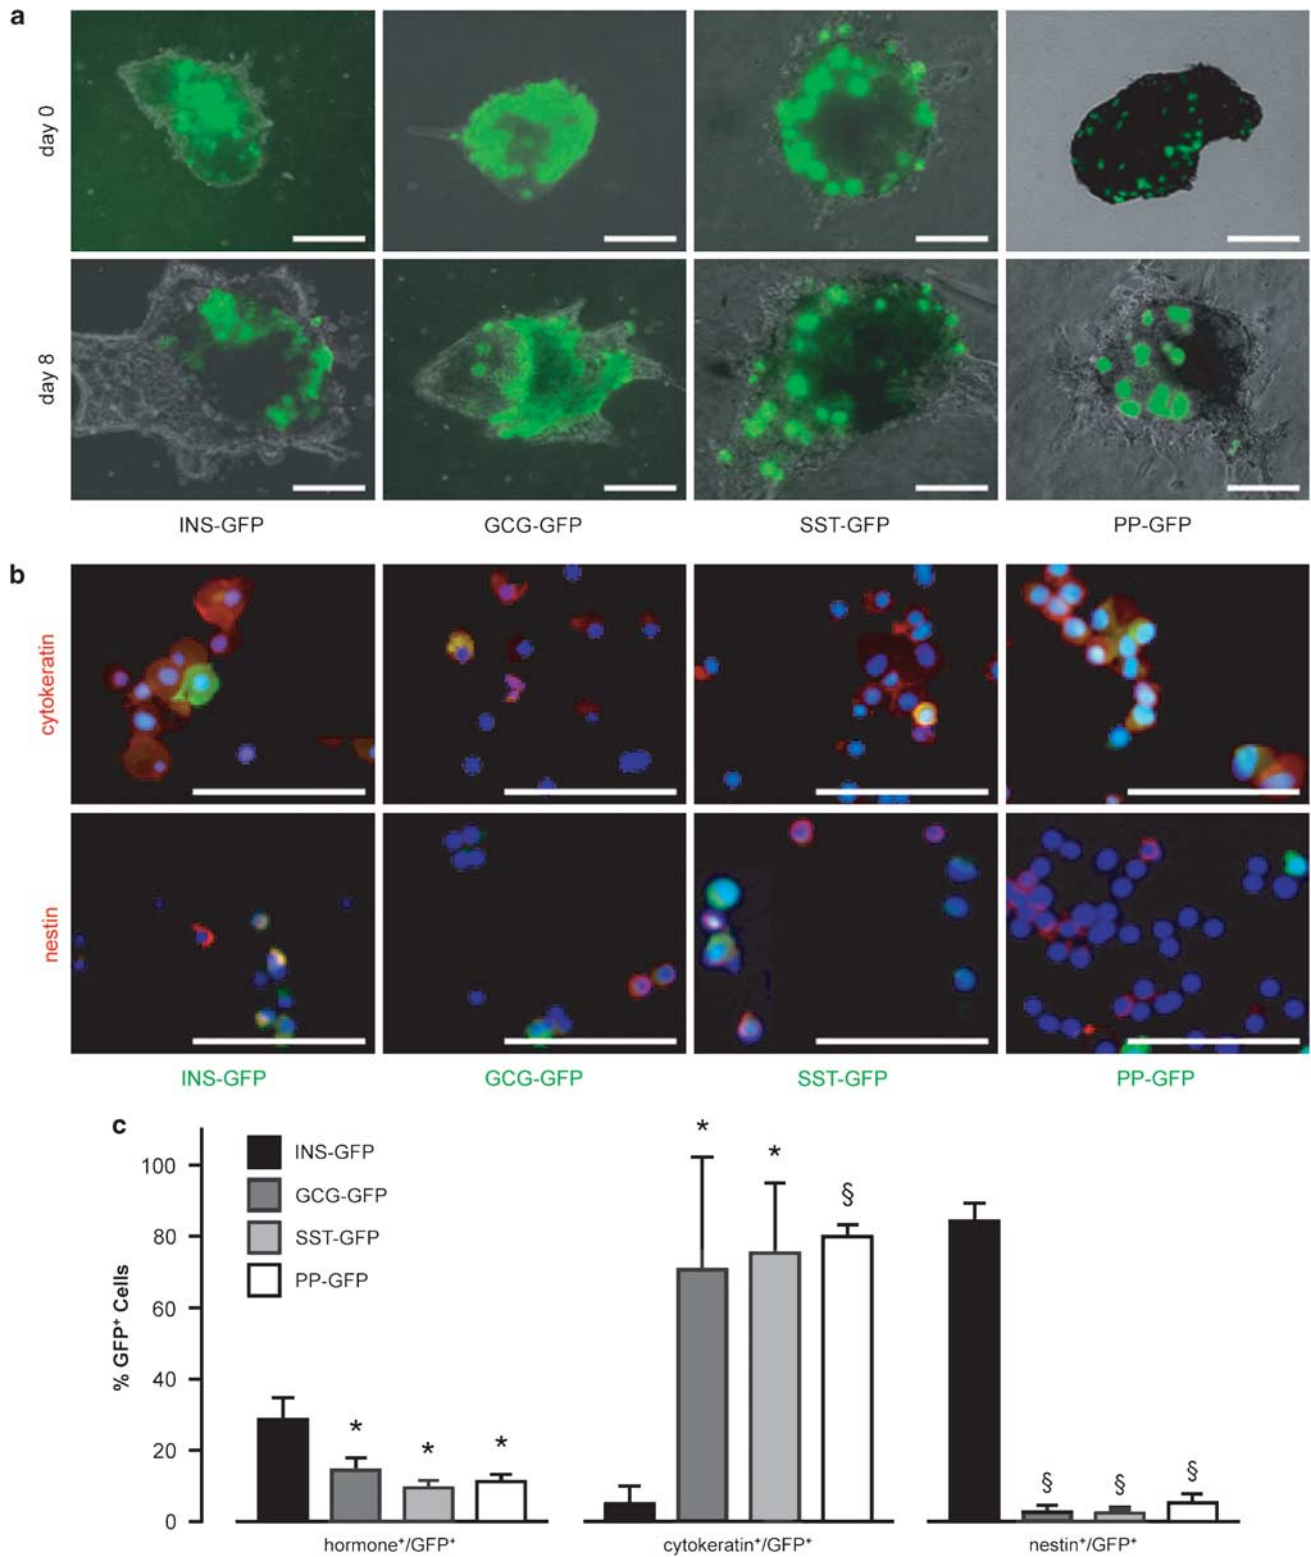 a
day 0
day 8
INS-GFP
GCG-GFP
SST-GFP
PP-GFP
b
cytokeratin
nestin
INS-GFP
GCG-GFP
SST-GFP
PP-GFP
c
% GFP⁺ Cells
100
80
60
40
20
0
INS-GFP
GCG-GFP
SST-GFP
PP-GFP
*
*
*
*
*
§
§
§
§
hormone⁺/GFP⁺
cytokeratin⁺/GFP⁺
nestin⁺/GFP⁺